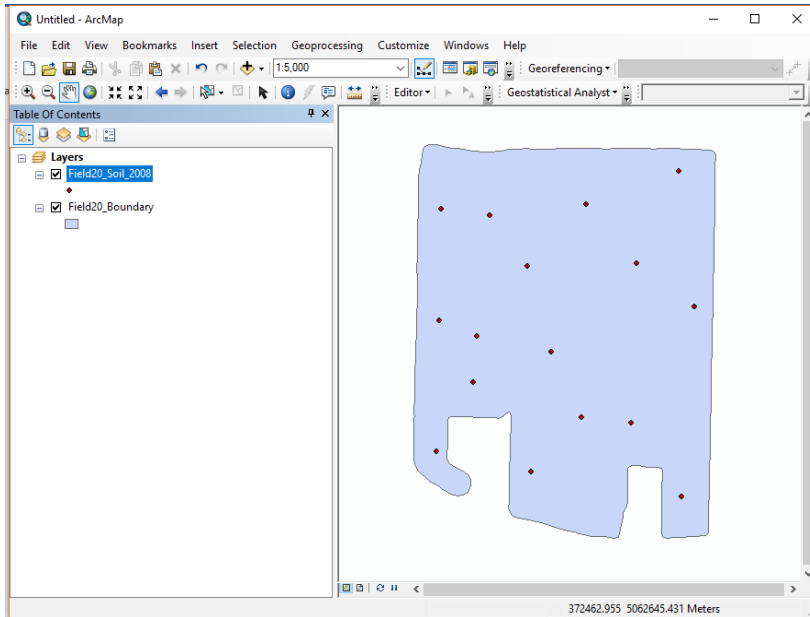 Untitled - ArcMap
File Edit View Bookmarks Insert Selection Geoprocessing Customize Windows Help
1:5,000 Georeferencing
Editor Geostatistical Analyst
Table Of Contents
Layers
Field20_Soil_2008
Field20_Boundary
372462.955 5062645.431 Meters